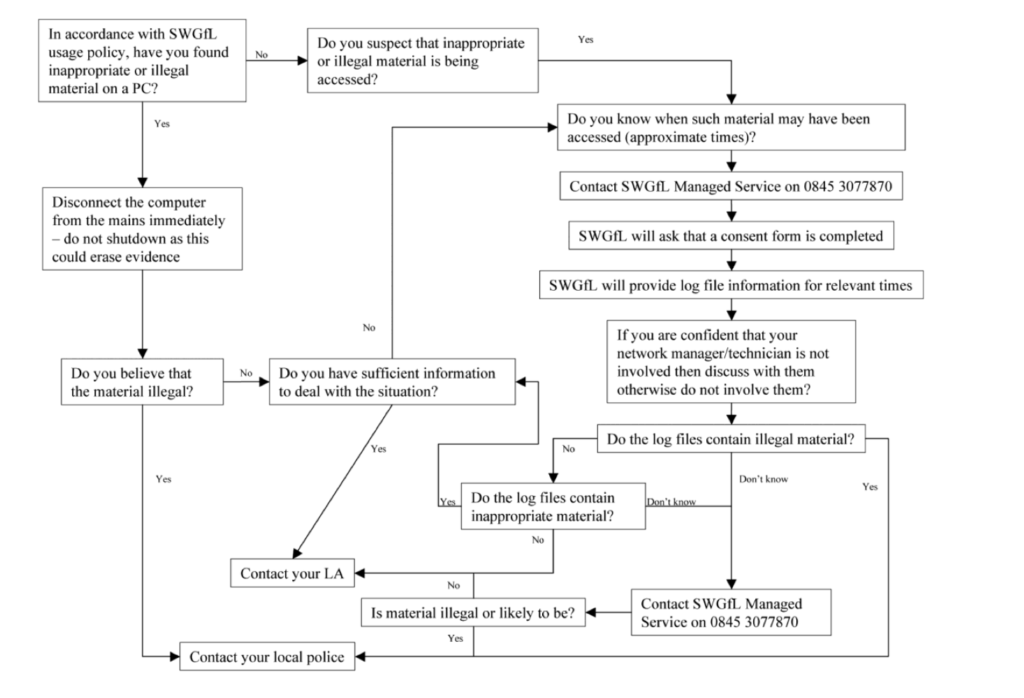 In accordance with SWGfL
usage policy, have you found
inappropriate or illegal
material on a PC?
No
Do you suspect that inappropriate
or illegal material is being
accessed?
Yes
Yes
Do you know when such material may have been
accessed (approximate times)?
Contact SWGfL Managed Service on 0845 3077870
Disconnect the computer
from the mains immediately
– do not shutdown as this
could erase evidence
SWGfL will ask that a consent form is completed
SWGfL will provide log file information for relevant times
No
If you are confident that your
network manager/technician is not
involved then discuss with them
otherwise do not involve them?
Do you believe that
the material illegal?
No
Do you have sufficient information
to deal with the situation?
Yes
Do the log files contain illegal material?
No
Don't know
Yes
Yes
Yes
Do the log files contain
inappropriate material?
Don't know
No
Contact your LA
No
Is material illegal or likely to be?
Contact SWGfL Managed
Service on 0845 3077870
Yes
Contact your local police